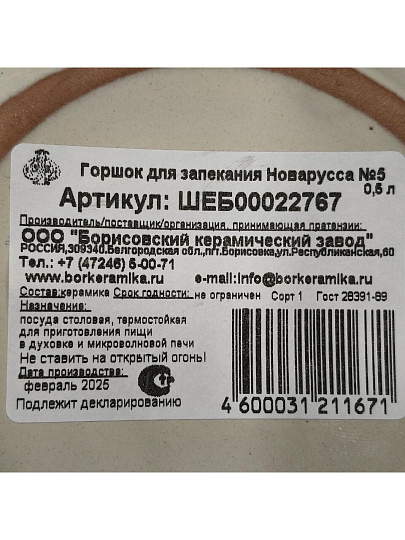 Горшок для запекания Новарусса №5
0,5 л
Артикул: ШЕБ00022767
Производитель/поставщик/организация, принимающая претензии:
ООО "Борисовский керамический завод"
РОССИЯ,309340,Белгородская обл.,пгт.Борисовка,ул.Республиканская,60
Тел.: +7 (47246) 5-00-71
www.borkeramika.ru e-mail:info@borkeramika.ru
Состав:керамика Срок годности: не ограничен Сорт 1 Гост 28391-89
Назначение:
посуда столовая, термостойкая
для приготовления пищи
в духовке и микроволновой печи
Не ставить на открытый огонь!
Дата производства:
февраль 2025
Подлежит декларированию
4 600031 211671